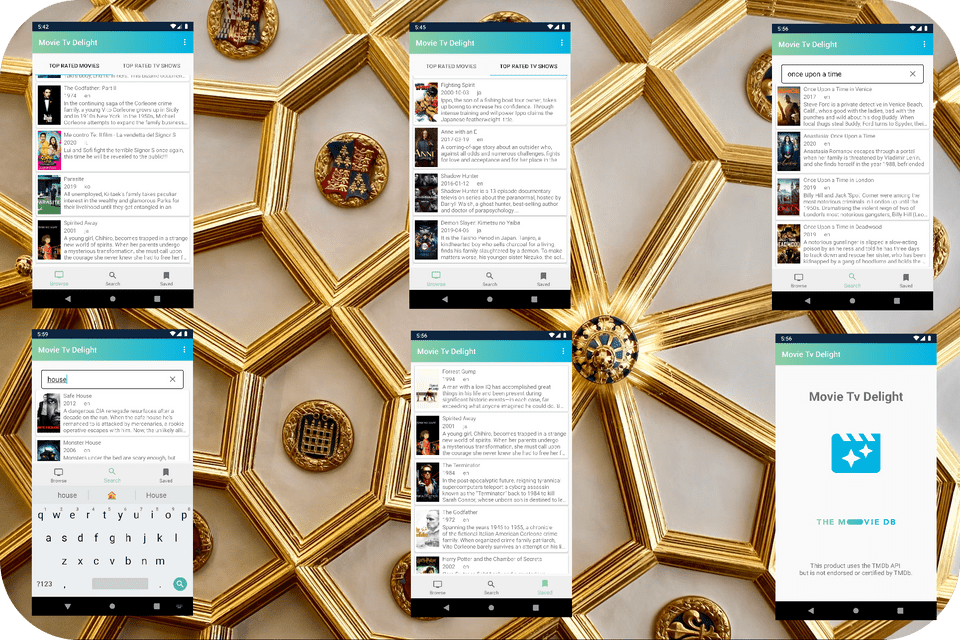 5:42
Movie Tv Delight
TOP RATED MOVIES
TOP RATED TV SHOWS
The Godfather: Part II
1974 en
In the continuing saga of the Corleone crime
family, a young Vito Corleone grows up in Sicily
and in 1910s New York. In the 1950s, Michael
Corleone attempts to expand the family business...
Me contro Te: Il film - La vendetta del Signor S
2020
Lui and Sofì fight the terrible Signor S once again,
this time he will be revealed to the public!!!
Parasite
2019 ko
All unemployed, Ki-taek's family takes peculiar
interest in the wealthy and glamorous Parks for
their livelihood until they get entangled in an
Spirited Away
2001 ja
A young girl, Chihiro, becomes trapped in a strange
new world of spirits. When her parents undergo
a mysterious transformation, she must call upon
the courage she never knew she had to free her
Browse
Search
Saved
5:45
Movie Tv Delight
TOP RATED MOVIES
TOP RATED TV SHOWS
Fighting Spirit
2000-10-03 ja
Ippo, the son of a fishing boat tour owner, takes
up boxing to increase his confidence. Through
intense training and wil power Ippo claims the
Japanese featherweight title.
Anne with an E
2017-03-19 en
A coming-of-age story about an outsider who,
against all odds and numerous challenges, fights
for love and acceptance and for her place in the
Shadow Hunter
2016-01-12 en
Shadow Hunter is a 13 episode documentary
television series about the paranormal, hosted by
Darryll Walsh, a ghost hunter, best-selling author
and doctor of parapsychology
Demon Slayer: Kimetsu no Yaiba
2019-04-06 ja
It is the Taisho Period in Japan. Tanjiro, a
kindhearted boy who sells charcoal for a living,
finds his family slaughtered by a demon. To make
matters worse, his younger sister Nezuko, the sol...
Browse
Search
Saved
5:56
Movie Tv Delight
once upon a time
Once Upon a Time in Venice
2017 en
Steve Ford is a private detective in Venice Beach,
Calif., who's good with the ladies, bad with the
punches and wild about his dog Buddy. When
local thugs steal Buddy, Ford turns to Spyder, thei...
Anastasia: Once Upon a Time
2020 en
Anastasia Romanov escapes through a portal
when her family is threatened by Vladimir Lenin,
and she finds herself in the year 1988, befriended
Once Upon a Time in London
2019 en
Billy Hill and Jack 'Spot' Comer were among the
most notorious criminals in London up until the
1950s. Dramatising the violent reign of two of
London's most notorious gangsters, Billy Hill (Leo...
Once Upon a Time in Deadwood
2019 en
A notorious gunslinger is slipped a slow-acting
poison by an heiress and told he has three days
to track down and rescue her sister, who has been
kidnapped by a gang of hoodlums and holds the
Browse
Search
Saved
5:59
Movie Tv Delight
house
Safe House
2012 en
A dangerous CIA renegade resurfaces after a
decade on the run. When the safe house he's
remanded to is attacked by mercenaries, a rookie
operative escapes with him. Now, the unlikely alli...
Monster House
2006 en
Monsters under the bed are scary enough, but
Browse
Search
Saved
house
House
q w e r t y u i o p
a s d f g h j k l
z x c v b n m
?123 , .
5:56
Movie Tv Delight
Forrest Gump
1994 en
A man with a low IQ has accomplished great
things in his life and been present during
significant historic events—in each case, far
exceeding what anyone imagined he could do.
Spirited Away
2001 ja
A young girl, Chihiro, becomes trapped in a strange
new world of spirits. When her parents undergo
a mysterious transformation, she must call upon
the courage she never knew she had to free her
The Terminator
1984 en
In the post-apocalyptic future, reigning tyrannical
supercomputers teleport a cyborg assassin
known as the "Terminator" back to 1984 to kill
Sarah Connor, whose unborn son is destined to
The Godfather
1972 en
Spanning the years 1945 to 1955, a chronicle
of the fictional Italian-American Corleone crime
family. When organized crime family patriarch,
Vito Corleone barely survives an attempt on his
Harry Potter and the Chamber of Secrets
2002 en
Browse
Search
Saved
5:56
Movie Tv Delight
Movie Tv Delight
THE MOVIE DB
This product uses the TMDb API
but is not endorsed or certified by TMDb.